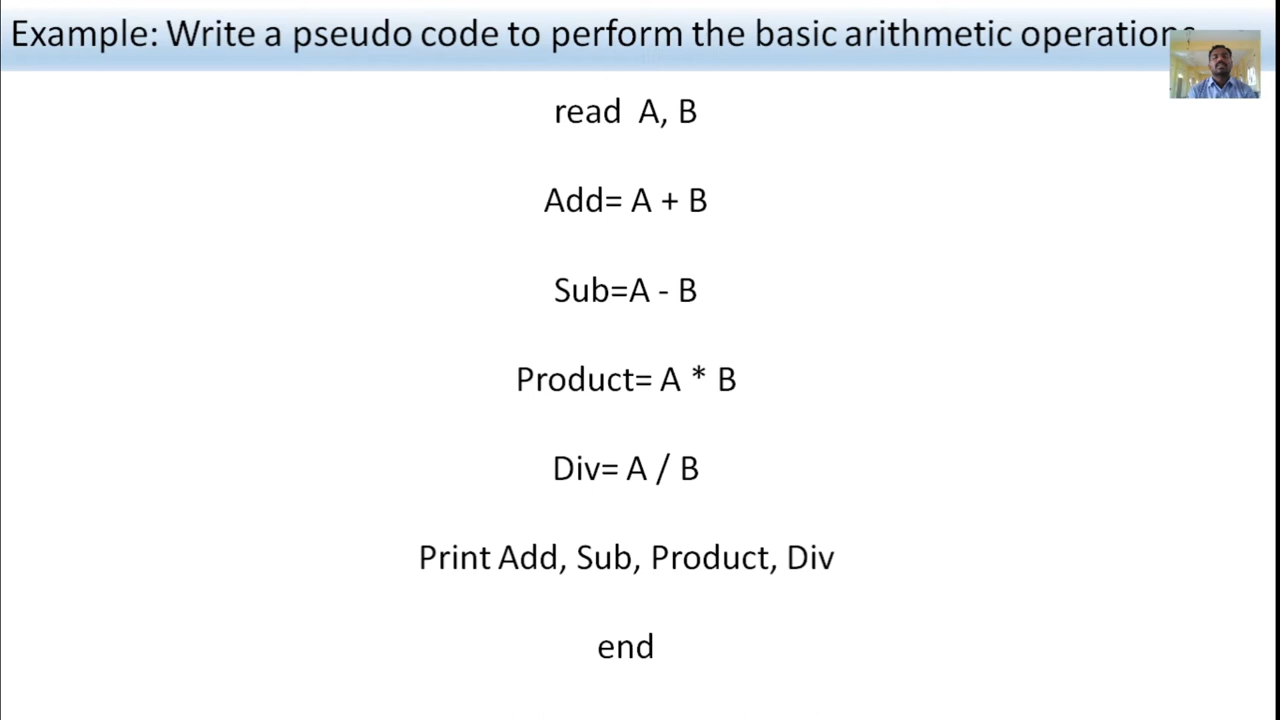 Example: Write a pseudo code to perform the basic arithmetic operations
read A, B
Add= A + B
Sub=A - B
Product= A * B
Div= A / B
Print Add, Sub, Product, Div
end